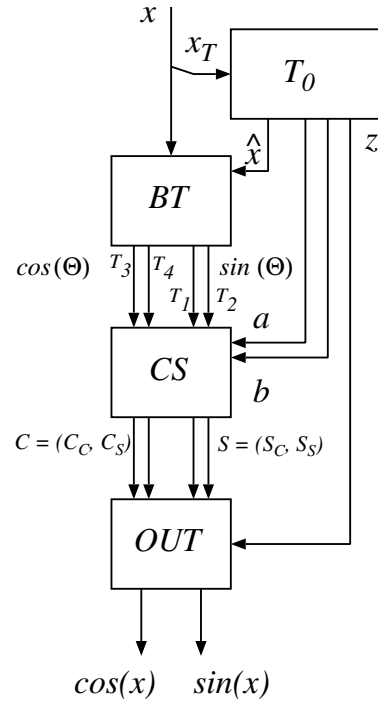 x
x_T
T_0
x̂
z
BT
cos(Θ) T_3 T_4 sin (Θ)
T_1 T_2
a
CS
b
C = (C_C, C_S) S = (S_C, S_S)
OUT
cos(x) sin(x)